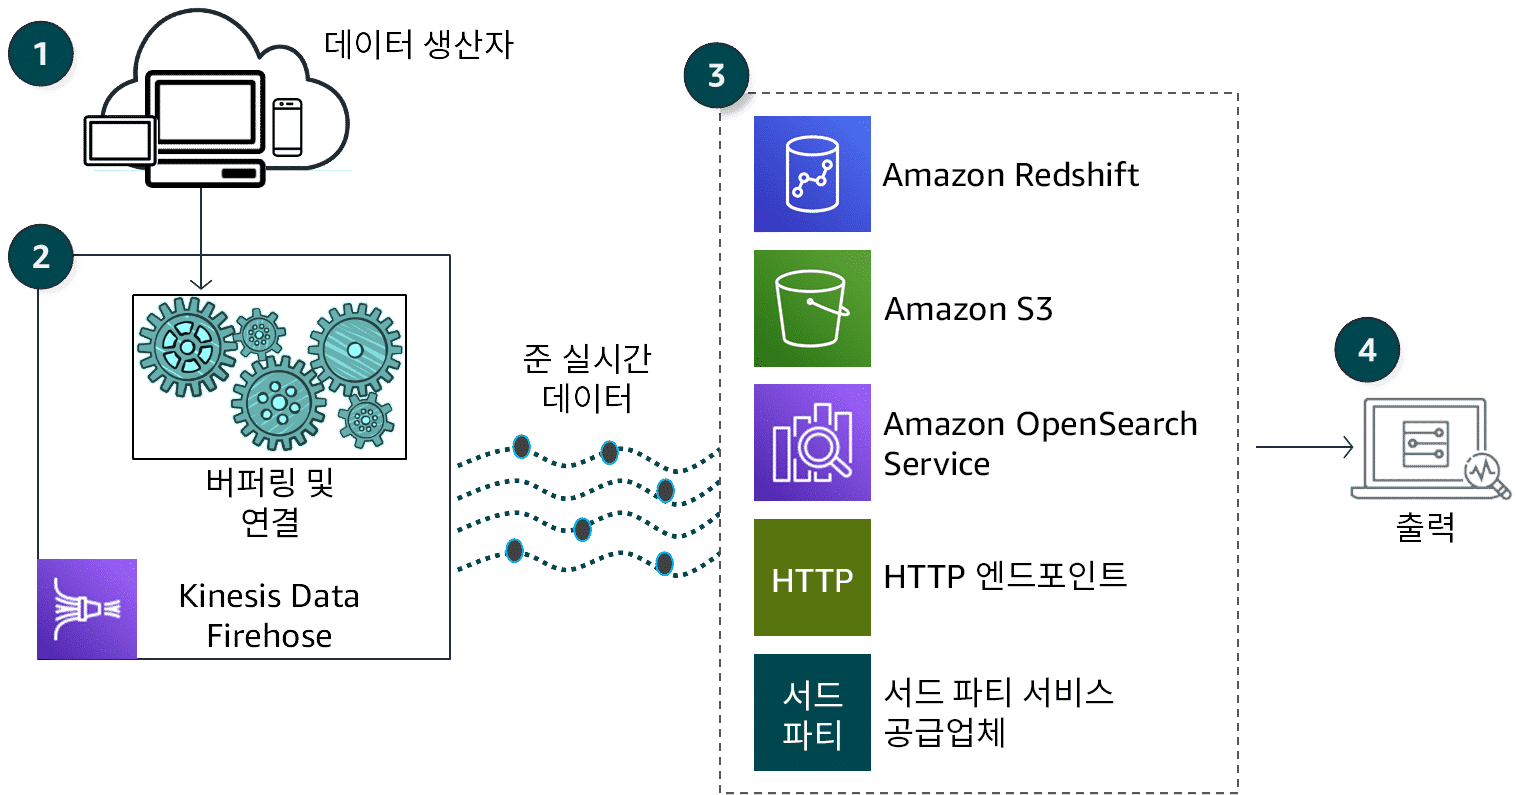 1
데이터 생산자
2
버퍼링 및
연결
Kinesis Data
Firehose
준 실시간
데이터
3
Amazon Redshift
Amazon S3
Amazon OpenSearch
Service
HTTP
HTTP 엔드포인트
서드
파티
서드 파티 서비스
공급업체
4
출력